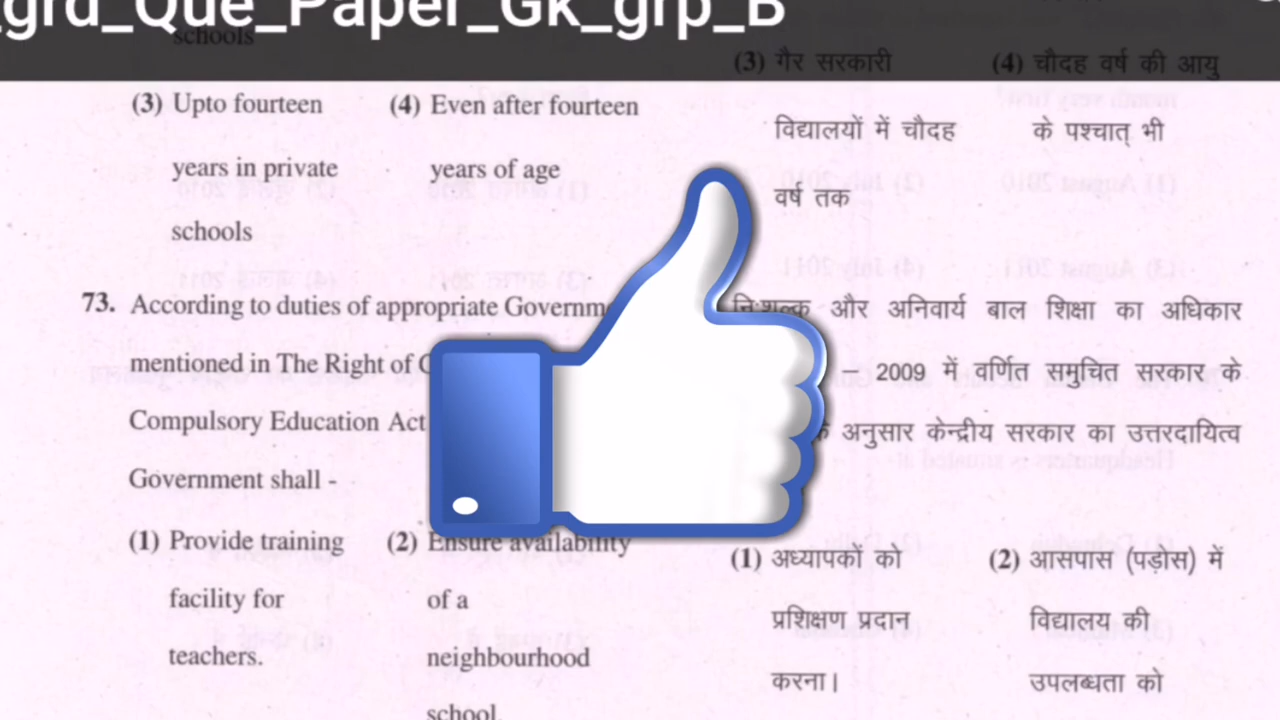 _grd_Que_Paper_Gk_grp_B
schools
(3) Upto fourteen
years in private
schools
(4) Even after fourteen
years of age
73. According to duties of appropriate Governm
mentioned in The Right of
Compulsory Education Act
Government shall -
(1) Provide training
facility for
teachers.
(2) Ensure availability
of a
neighbourhood
school.
(3) गैर सरकारी
विद्यालयों में चौदह
वर्ष तक
(4) चौदह वर्ष की आयु
के पश्चात् भी
निःशुल्क और अनिवार्य बाल शिक्षा का अधिकार
– 2009 में वर्णित समुचित सरकार के
अनुसार केन्द्रीय सरकार का उत्तरदायित्व
(1) अध्यापकों को
प्रशिक्षण प्रदान
करना।
(2) आसपास (पड़ोस) में
विद्यालय की
उपलब्धता को